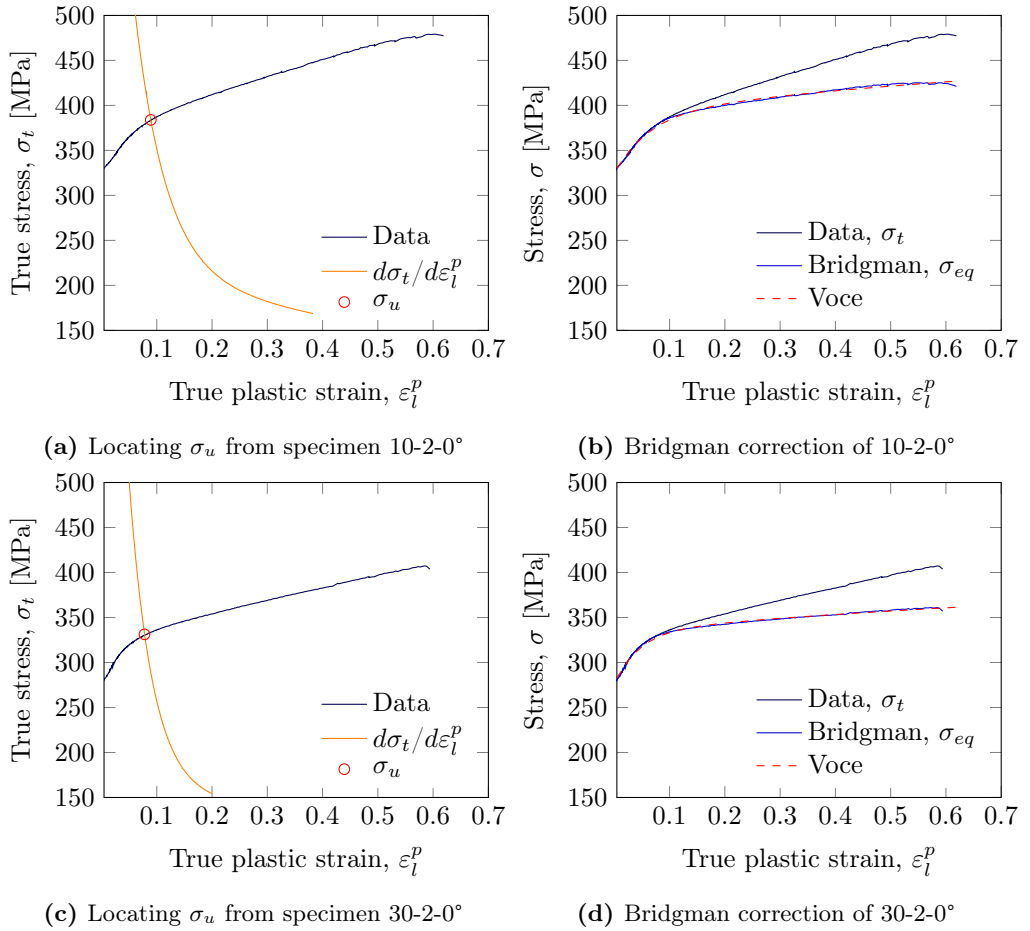 500
450
400
350
300
250
200
150
True stress, σ_t [MPa]
Data
dσ_t/dε_l^p
σ_u
0.1 0.2 0.3 0.4 0.5 0.6 0.7
True plastic strain, ε_l^p
(a) Locating σ_u from specimen 10-2-0°
500
450
400
350
300
250
200
150
Stress, σ [MPa]
Data, σ_t
Bridgman, σ_eq
Voce
0.1 0.2 0.3 0.4 0.5 0.6 0.7
True plastic strain, ε_l^p
(b) Bridgman correction of 10-2-0°
500
450
400
350
300
250
200
150
True stress, σ_t [MPa]
Data
dσ_t/dε_l^p
σ_u
0.1 0.2 0.3 0.4 0.5 0.6 0.7
True plastic strain, ε_l^p
(c) Locating σ_u from specimen 30-2-0°
500
450
400
350
300
250
200
150
Stress, σ [MPa]
Data, σ_t
Bridgman, σ_eq
Voce
0.1 0.2 0.3 0.4 0.5 0.6 0.7
True plastic strain, ε_l^p
(d) Bridgman correction of 30-2-0°